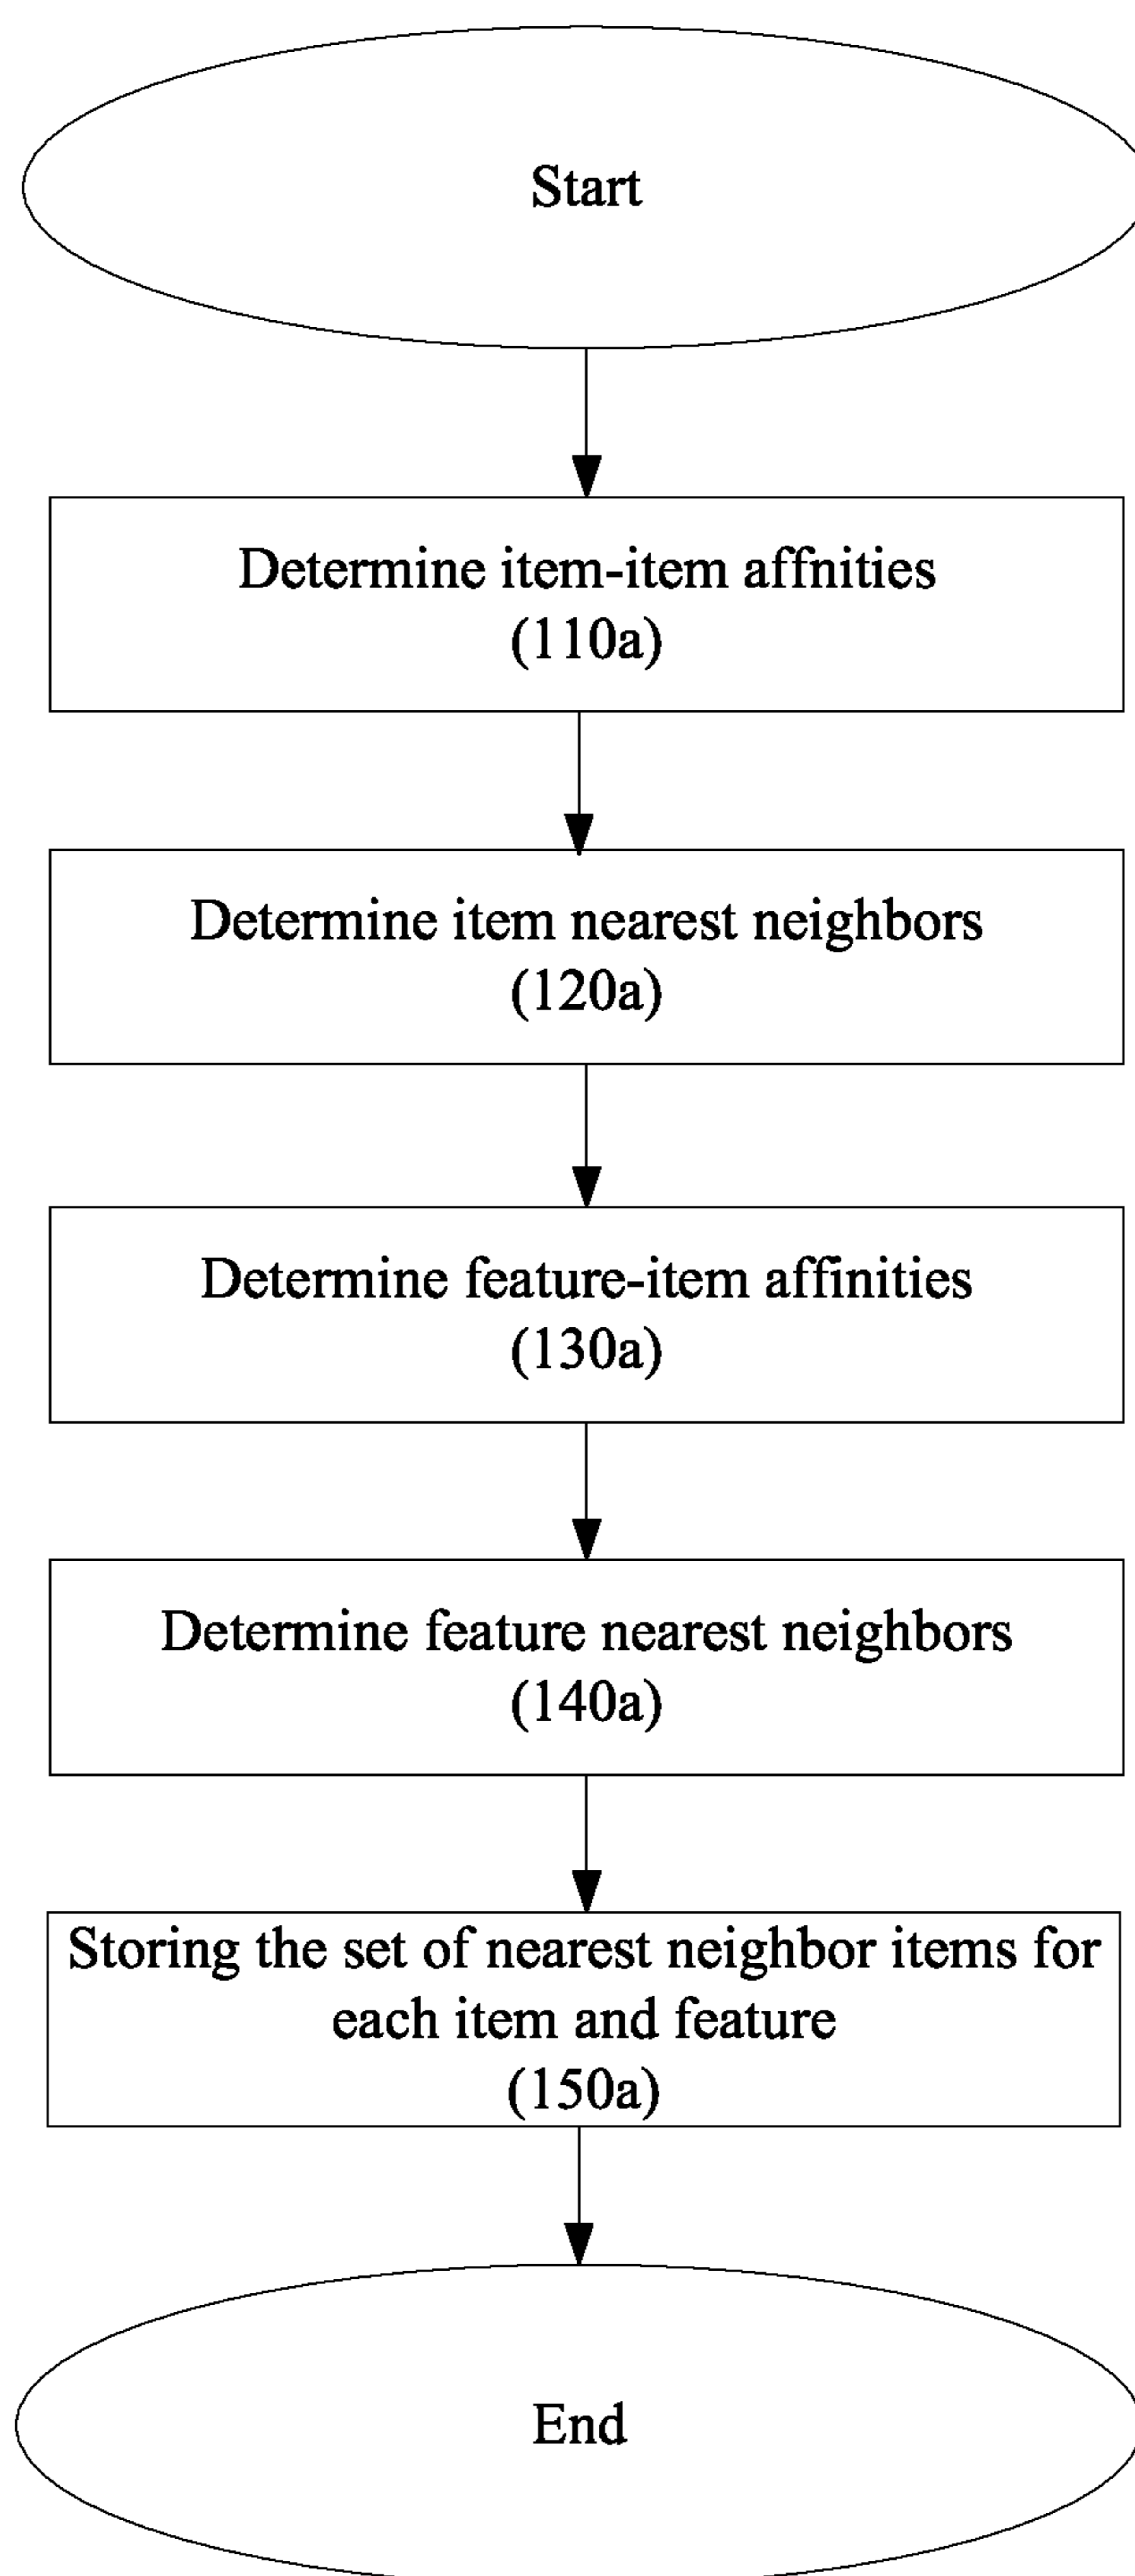 Start
Determine item-item affnities
(110a)
Determine item nearest neighbors
(120a)
Determine feature-item affinities
(130a)
Determine feature nearest neighbors
(140a)
Storing the set of nearest neighbor items for
each item and feature
(150a)
End